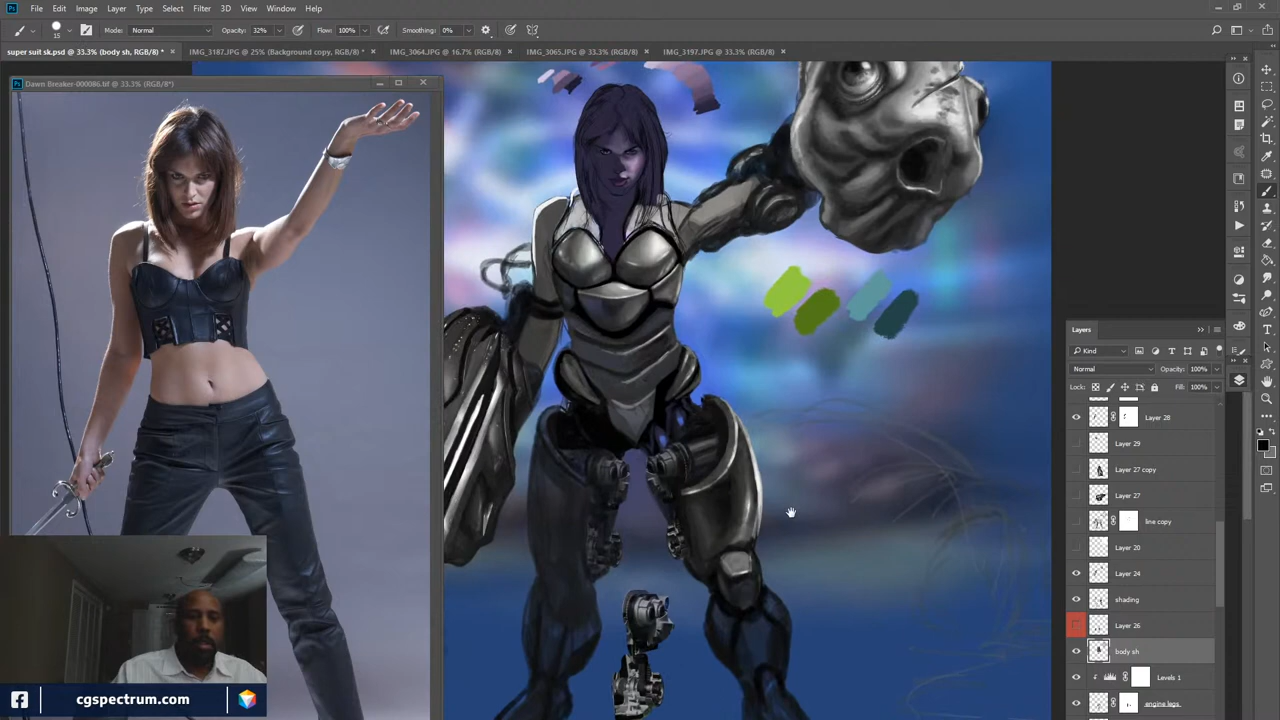 File Edit Image Layer Type Select Filter 3D View Window Help
15 Mode: Normal Opacity: 32% Flow: 100% Smoothing: 0%
super suit sk.psd @ 33.3% (body sh, RGB/8) * × IMG_3187.JPG @ 25% (Background copy, RGB/8) * × IMG_3064.JPG @ 16.7% (RGB/8) × IMG_3065.JPG @ 33.3% (RGB/8) × IMG_3197.JPG @ 33.3% (RGB/8) ×
Dawn Breaker-000086.tif @ 33.3% (RGB/8*)
Layers
Kind
Normal Opacity: 100%
Lock: Fill: 100%
Layer 28
Layer 29
Layer 27 copy
Layer 27
line copy
Layer 20
Layer 24
shading
Layer 26
body sh
Levels 1
engine legs
cgspectrum.com